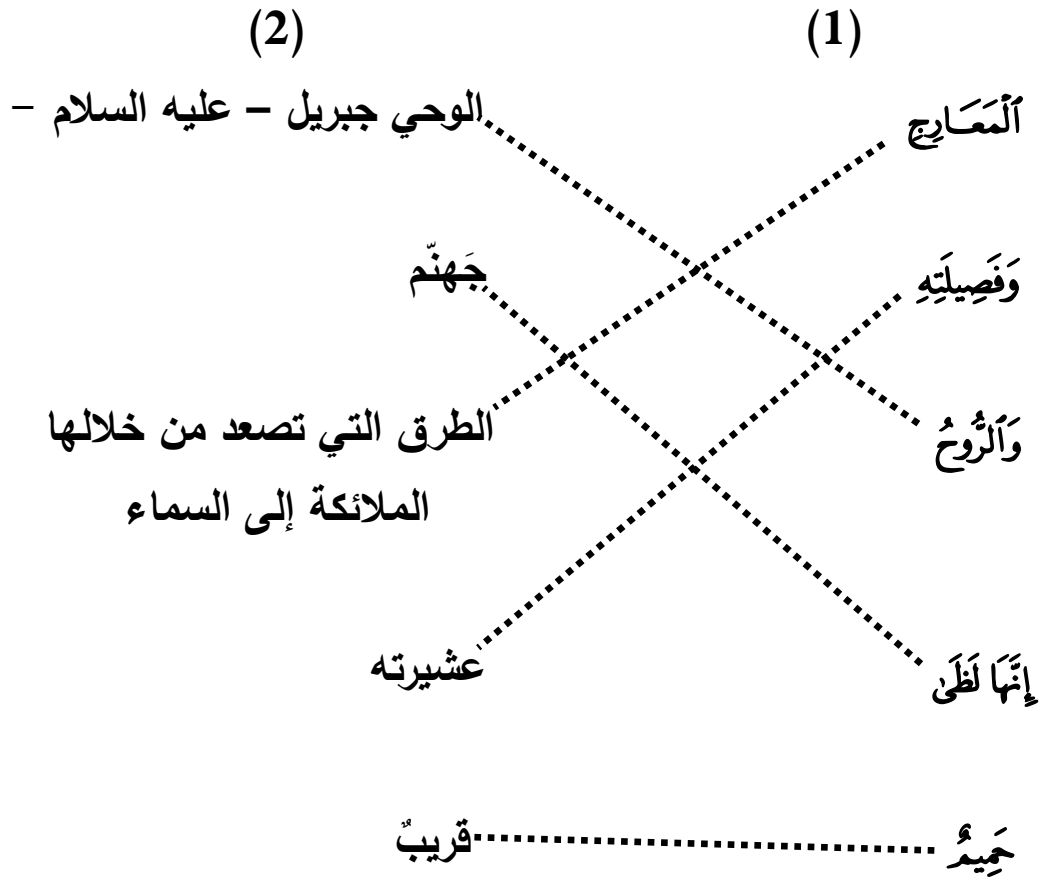 (1) (2)
ٱلْمَعَارِجِ الوحي جبريل – عليه السلام –
وَفَصِيلَتِهِ جَهنّم
وَٱلرُّوحُ الطرق التي تصعد من خلالها
الملائكة إلى السماء
إِنَّهَا لَظَىٰ عشيرته
حَمِيمٌ قريبٌ